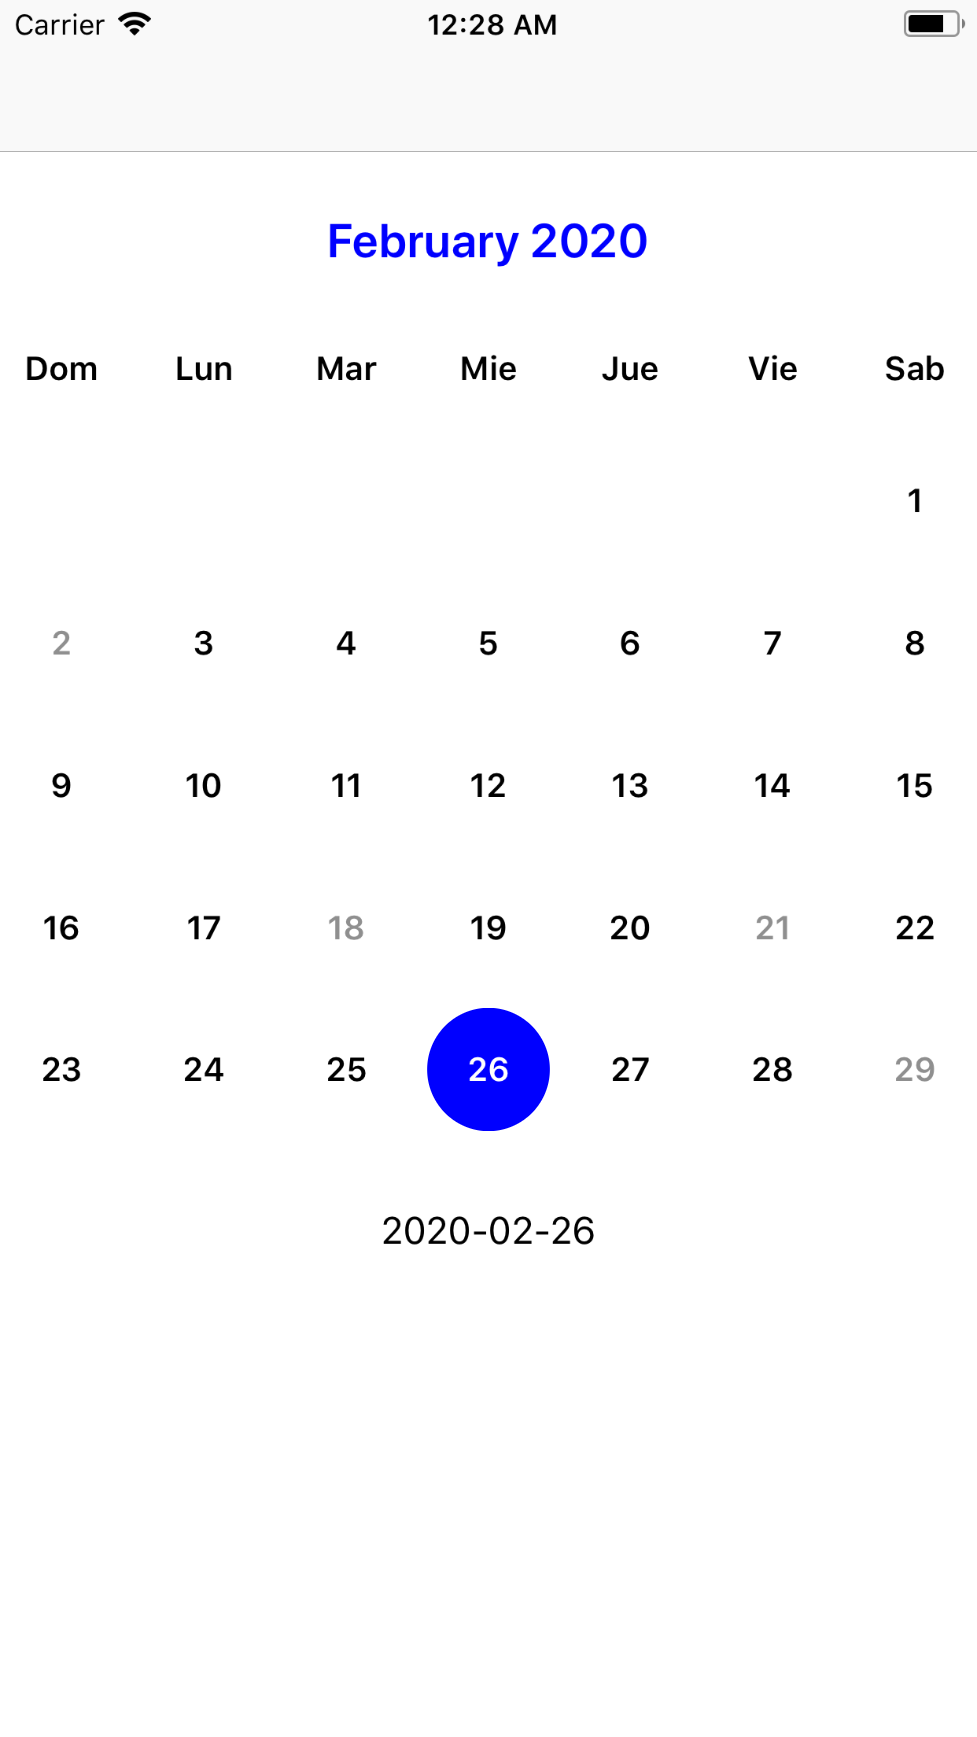 Carrier 12:28 AM
February 2020
Dom Lun Mar Mie Jue Vie Sab
1
2 3 4 5 6 7 8
9 10 11 12 13 14 15
16 17 18 19 20 21 22
23 24 25 26 27 28 29
2020-02-26